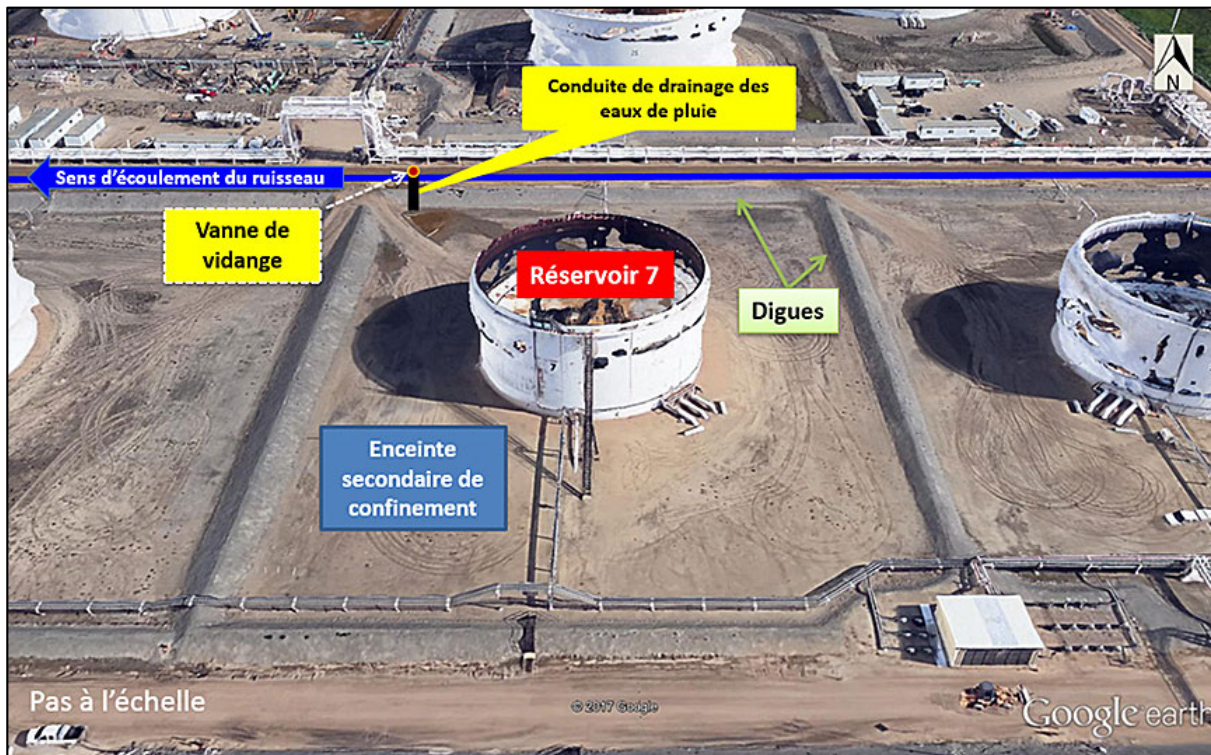 Conduite de drainage des
eaux de pluie
N
Sens d'écoulement du ruisseau
Vanne de
vidange
Réservoir 7
Digues
7
Enceinte
secondaire de
confinement
Pas à l'échelle
© 2017 Google
Google earth